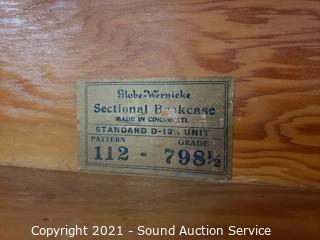 Globe-Wernicke
Sectional Bookcase
MADE IN CINCINNATI
STANDARD D-12¼ UNIT
PATTERN GRADE
112 - 798½
Copyright 2021 - Sound Auction Service